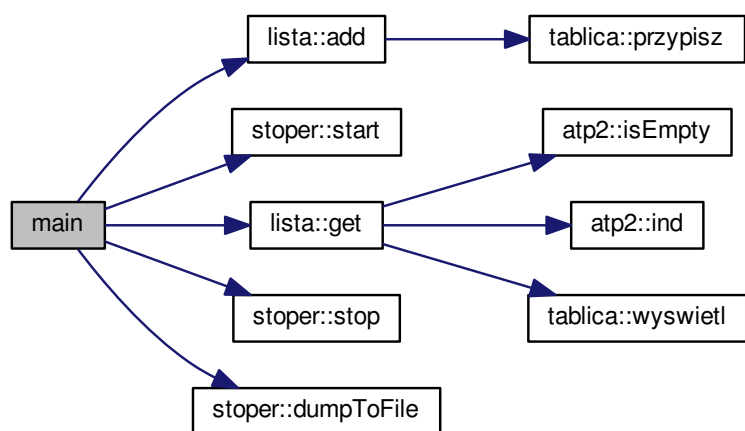 lista::add
tablica::przypisz
stoper::start
atp2::isEmpty
main
lista::get
atp2::ind
stoper::stop
tablica::wyswietl
stoper::dumpToFile